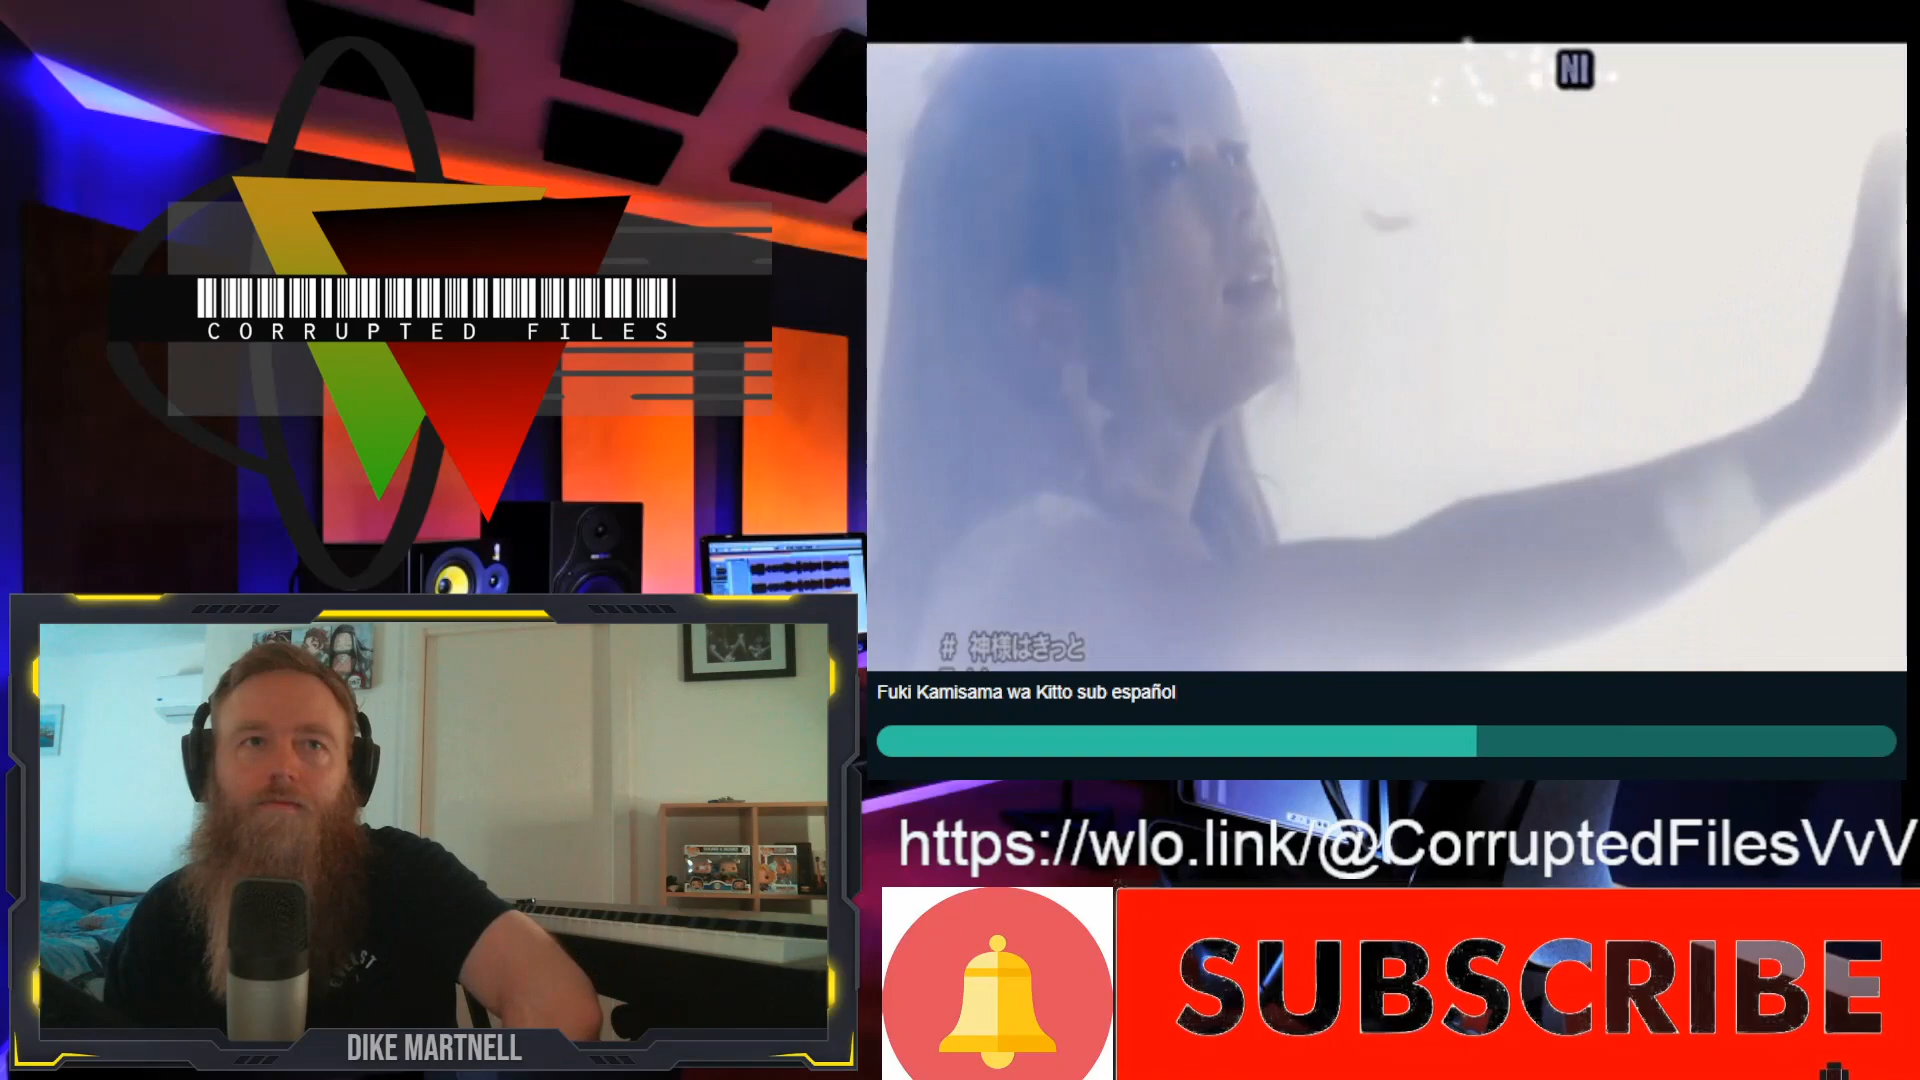 NI
CORRUPTED FILES
# 神様はきっと
Fuki Kamisama wa Kitto sub español
https://wlo.link/@CorruptedFilesVvV
SUBSCRIBE
DIKE MARTNELL